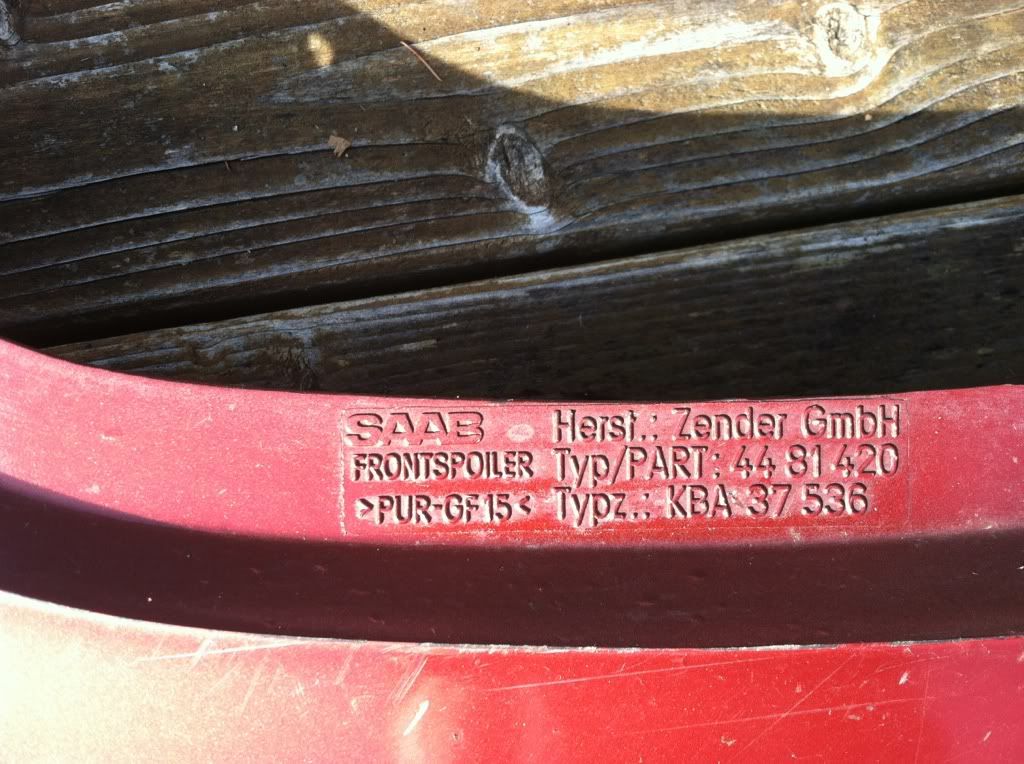 SAAB Herst.: Zender GmbH
FRONTSPOILER Typ/PART: 44 81 420
>PUR-GF15< Typz.: KBA 37 536